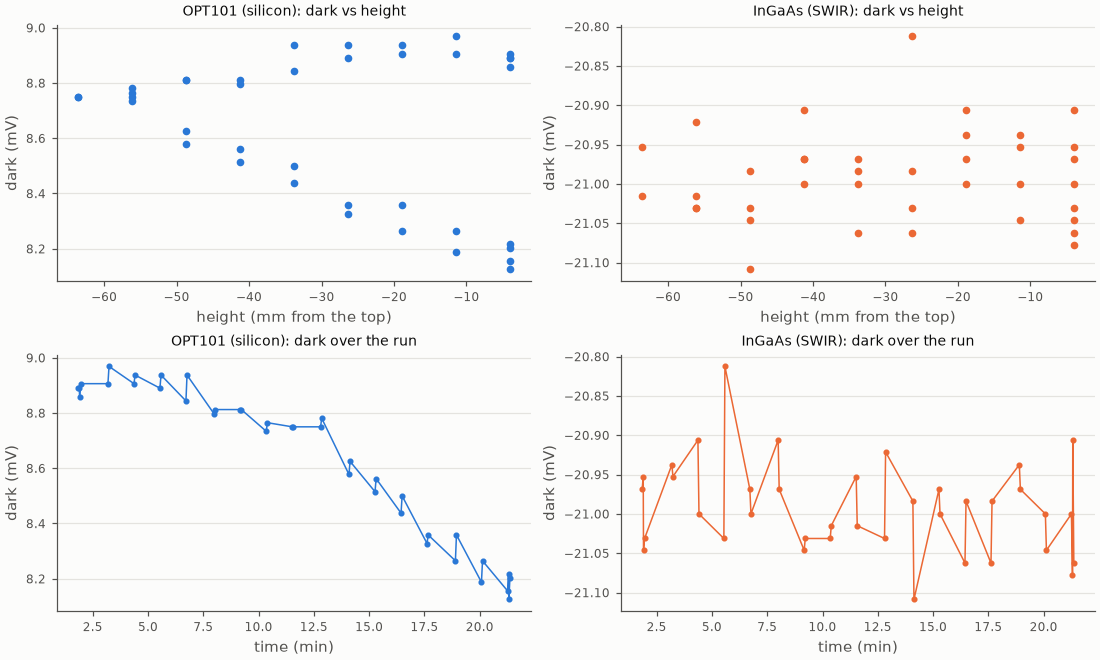 OPT101 (silicon): dark vs height
dark (mV)
9.0
8.8
8.6
8.4
8.2
−60 −50 −40 −30 −20 −10
height (mm from the top)
InGaAs (SWIR): dark vs height
dark (mV)
−20.80
−20.85
−20.90
−20.95
−21.00
−21.05
−21.10
−60 −50 −40 −30 −20 −10
height (mm from the top)
OPT101 (silicon): dark over the run
dark (mV)
9.0
8.8
8.6
8.4
8.2
2.5 5.0 7.5 10.0 12.5 15.0 17.5 20.0
time (min)
InGaAs (SWIR): dark over the run
dark (mV)
−20.80
−20.85
−20.90
−20.95
−21.00
−21.05
−21.10
2.5 5.0 7.5 10.0 12.5 15.0 17.5 20.0
time (min)